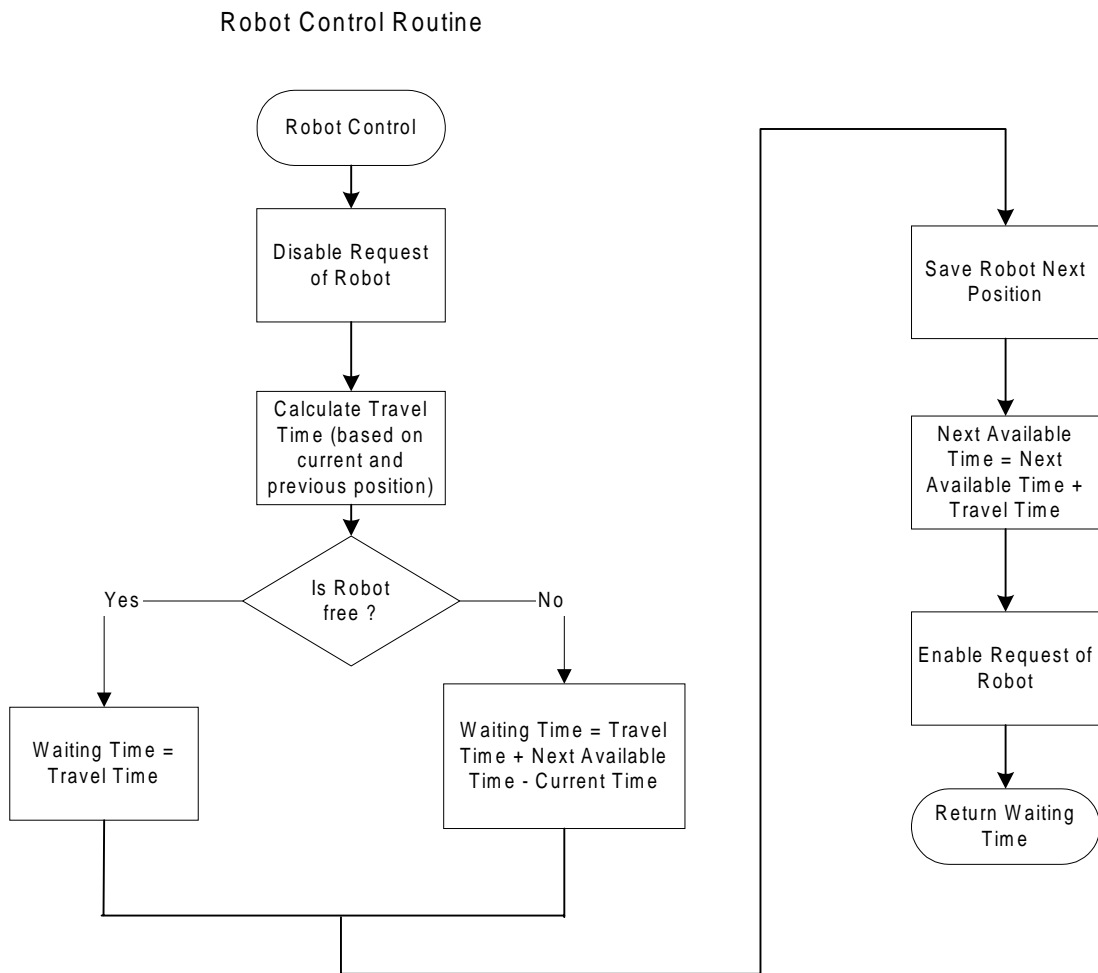 Robot Control Routine
Robot Control
Disable Request
of Robot
Calculate Travel
Time (based on
current and
previous position)
Is Robot
free ?
Yes
No
Waiting Time =
Travel Time
Waiting Time = Travel
Time + Next Available
Time - Current Time
Save Robot Next
Position
Next Available
Time = Next
Available Time +
Travel Time
Enable Request of
Robot
Return Waiting
Time